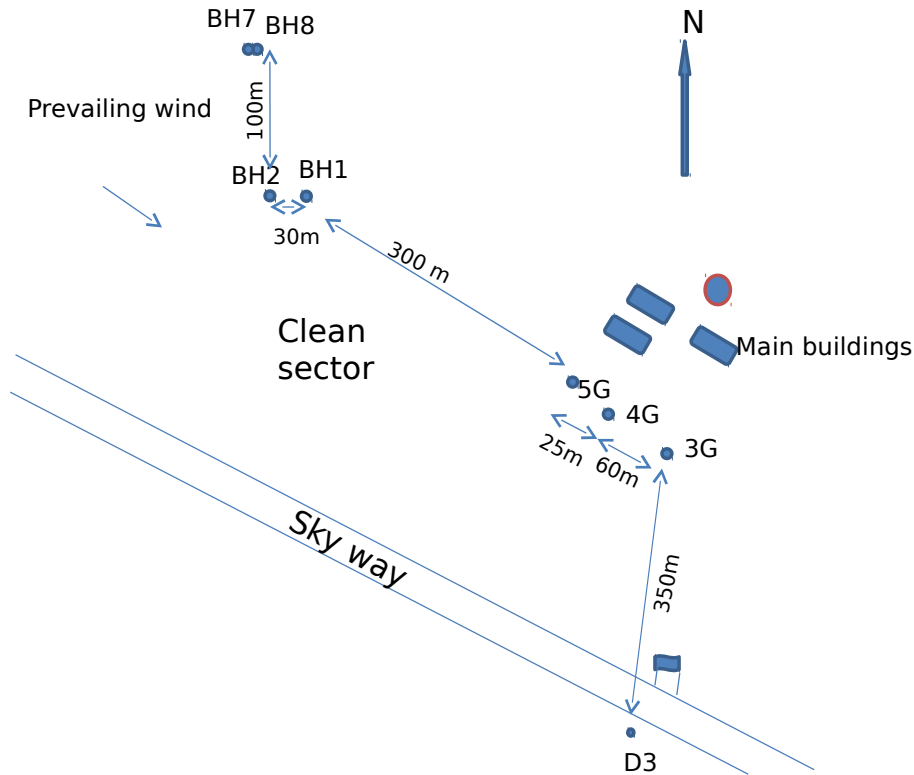 BH7
BH8
N
Prevailing wind
100m
BH2
BH1
30m
300 m
Clean
sector
Main buildings
5G
4G
25m
60m
3G
Sky way
350m
D3